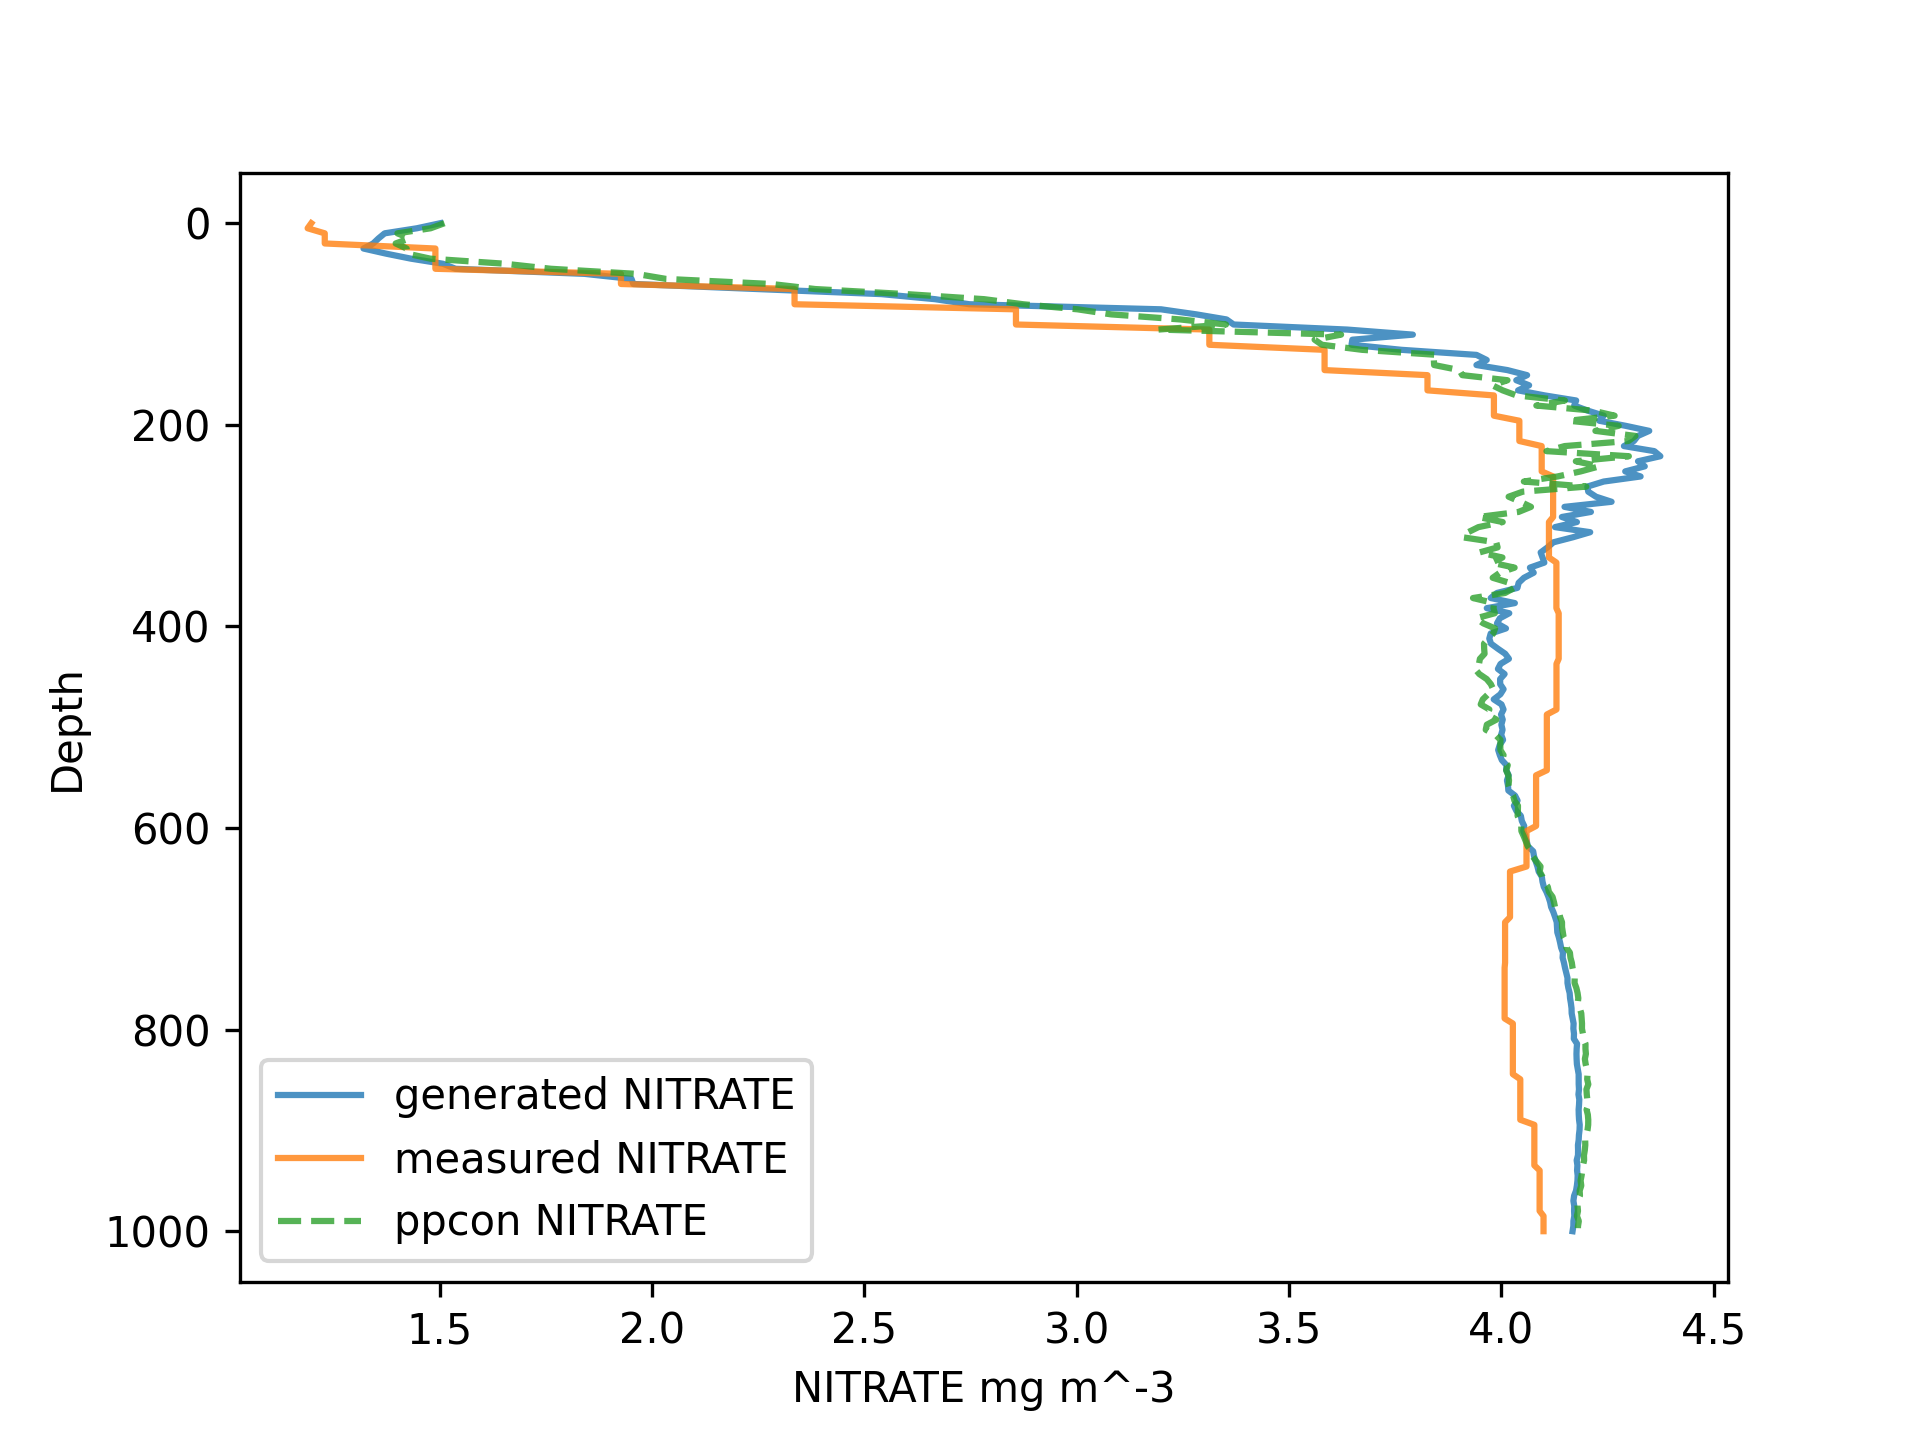 0
200
400
600
800
1000
Depth
generated NITRATE
measured NITRATE
ppcon NITRATE
1.5 2.0 2.5 3.0 3.5 4.0 4.5
NITRATE mg m^-3